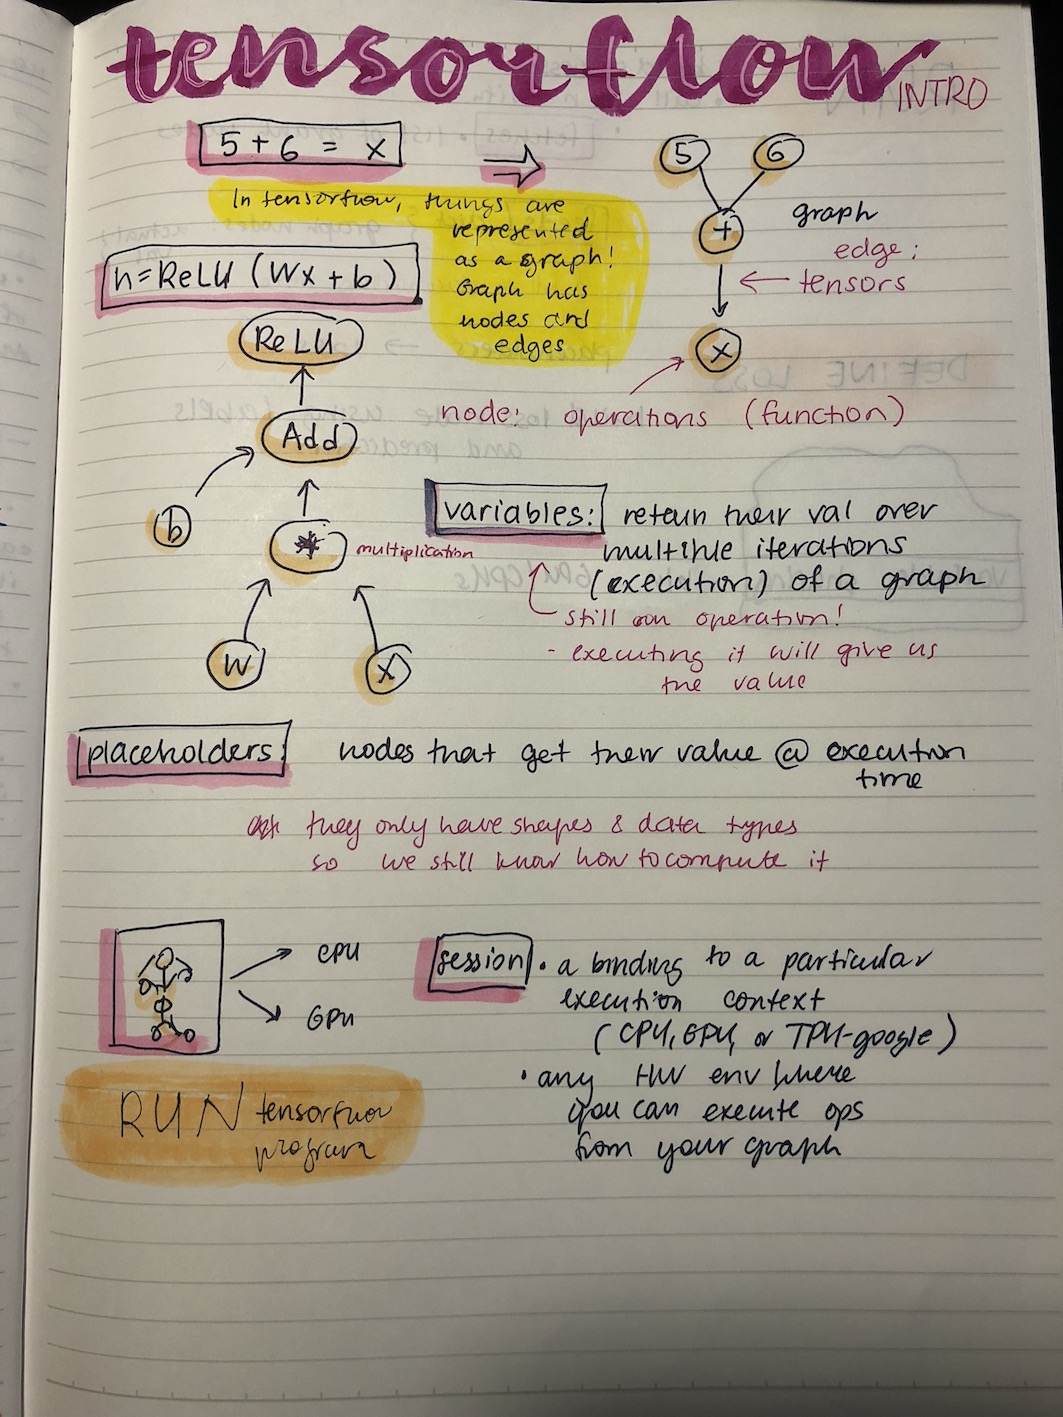 tensorflow
INTRO
5 + 6 = x
5 6
+
x
graph
edge:
tensors
In tensorflow, things are
represented
as a graph!
Graph has
nodes and
edges
h=ReLU (Wx + b)
ReLU
Add
b
* multiplication
W x
node: operations (function)
variables: retain their val over
multiple iterations
(execution) of a graph
still an operation!
- executing it will give us
the value
placeholders: nodes that get their value @ execution
time
they only have shapes & data types
so we still know how to compute it
CPU
GPU
RUN tensorflow
program
session • a binding to a particular
execution context
(CPU, GPU, or TPU-google)
• any HW env where
you can execute ops
from your graph
DEFINE LOSS